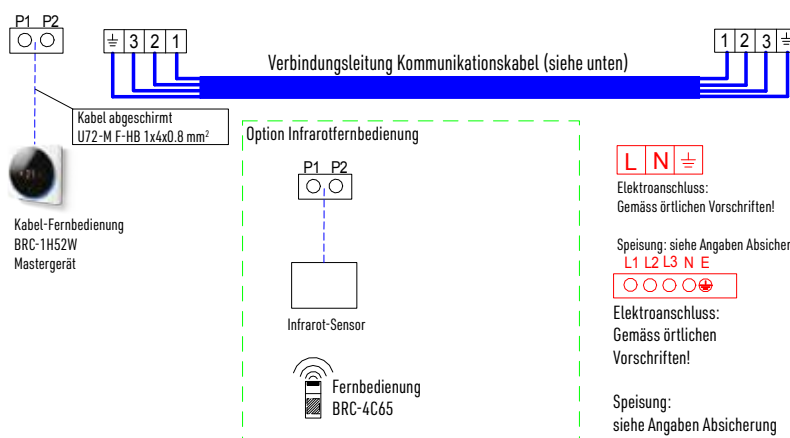 P1 P2
3 2 1
1 2 3
Verbindungsleitung Kommunikationskabel (siehe unten)
Kabel abgeschirmt
U72-M F-HB 1x4x0.8 mm²
Option Infrarotfernbedienung
P1 P2
L N
Elektroanschluss:
Gemäss örtlichen Vorschriften!
Kabel-Fernbedienung
BRC-1H52W
Mastergerät
Speisung: siehe Angaben Absicher
L1 L2 L3 N E
Infrarot-Sensor
Elektroanschluss:
Gemäss örtlichen
Vorschriften!
Fernbedienung
BRC-4C65
Speisung:
siehe Angaben Absicherung